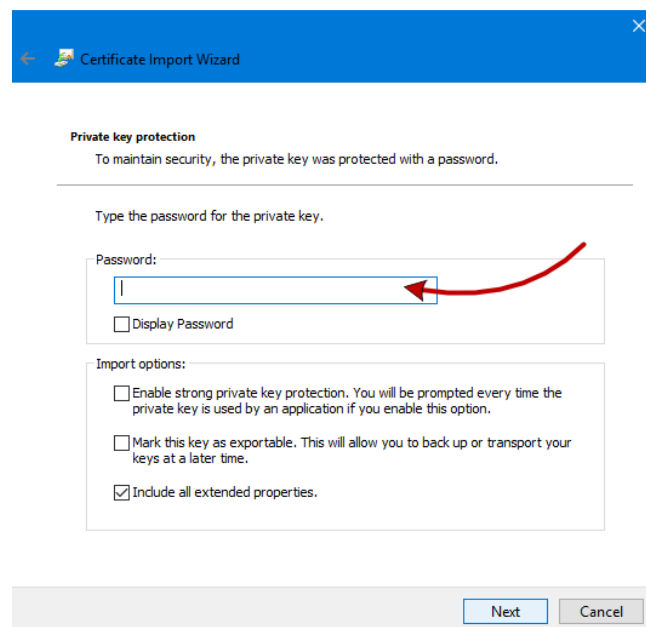 Certificate Import Wizard
Private key protection
To maintain security, the private key was protected with a password.
Type the password for the private key.
Password:
Display Password
Import options:
Enable strong private key protection. You will be prompted every time the
private key is used by an application if you enable this option.
Mark this key as exportable. This will allow you to back up or transport your
keys at a later time.
Include all extended properties.
Next Cancel